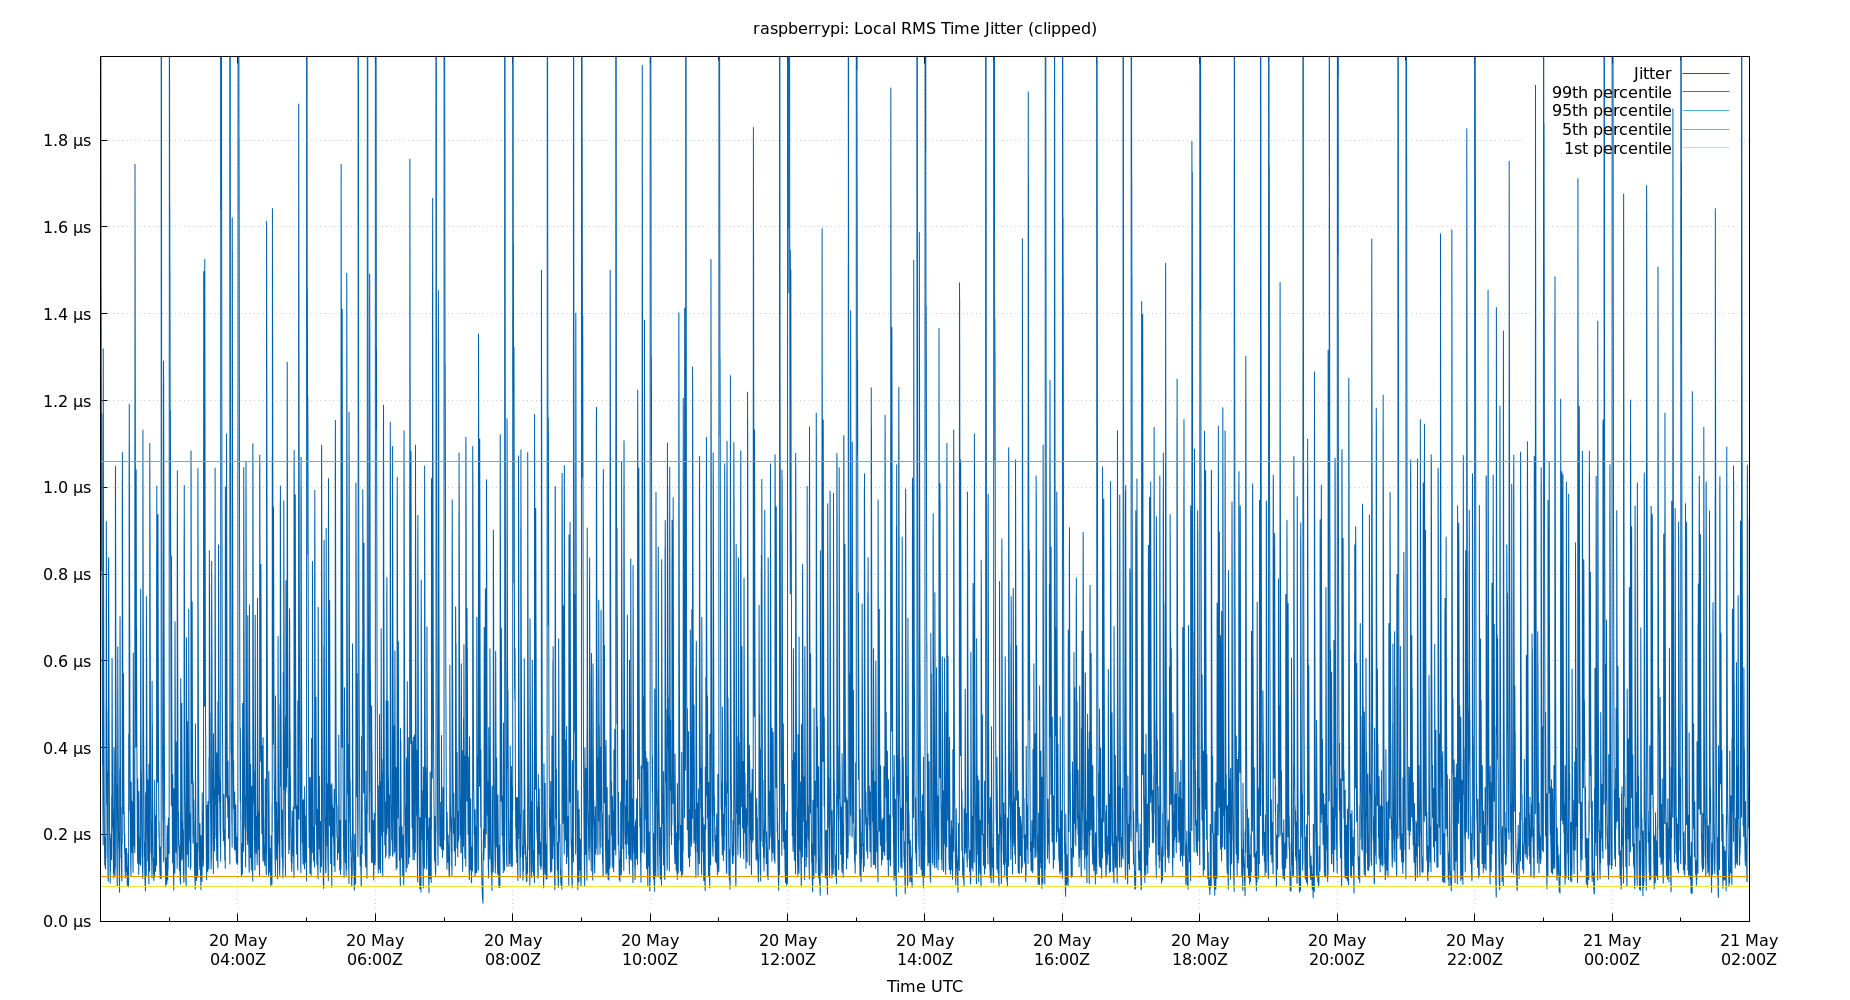 raspberrypi: Local RMS Time Jitter (clipped)
Jitter
99th percentile
95th percentile
5th percentile
1st percentile
1.8 µs
1.6 µs
1.4 µs
1.2 µs
1.0 µs
0.8 µs
0.6 µs
0.4 µs
0.2 µs
0.0 µs
20 May 20 May 20 May 20 May 20 May 20 May 20 May 20 May 20 May 20 May 21 May 21 May
04:00Z 06:00Z 08:00Z 10:00Z 12:00Z 14:00Z 16:00Z 18:00Z 20:00Z 22:00Z 00:00Z 02:00Z
Time UTC